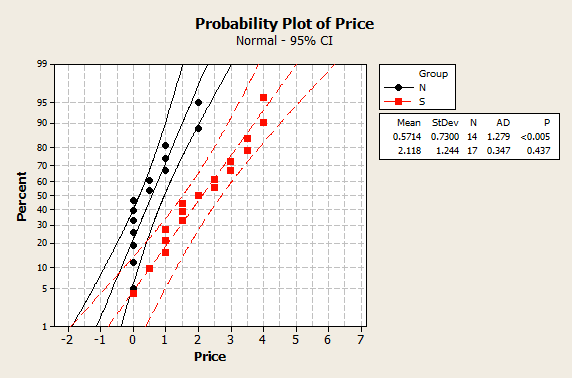 Probability Plot of Price
Normal - 95% CI
99
95
90
80
70
60
50
40
30
20
10
5
1
Percent
-2 -1 0 1 2 3 4 5 6 7
Price
Group
N
S
Mean StDev N AD P
0.5714 0.7300 14 1.279 <0.005
2.118 1.244 17 0.347 0.437